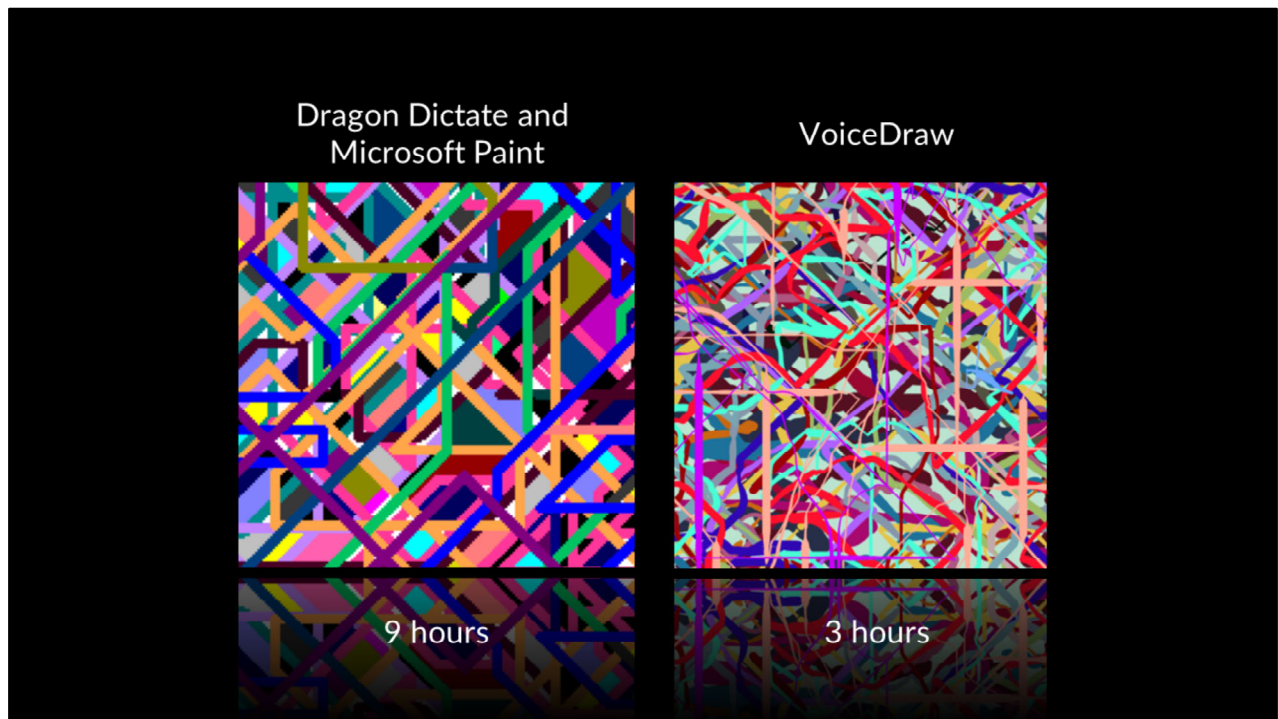 Dragon Dictate and
Microsoft Paint
VoiceDraw
9 hours
3 hours